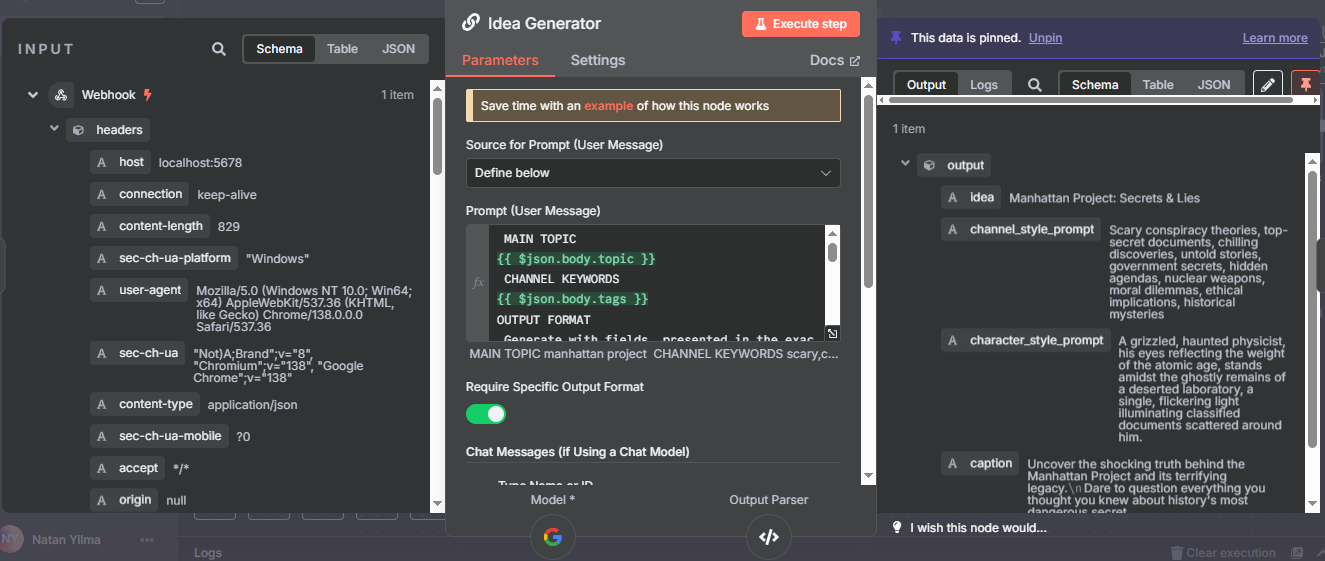 INPUT
Schema
Table
JSON
Webhook
1 item
headers
A host localhost:5678
A connection keep-alive
A content-length 829
A sec-ch-ua-platform "Windows"
A user-agent Mozilla/5.0 (Windows NT 10.0; Win64;
x64) AppleWebKit/537.36 (KHTML,
like Gecko) Chrome/138.0.0.0
Safari/537.36
A sec-ch-ua "Not)A;Brand";v="8",
"Chromium";v="138", "Google
Chrome";v="138"
A content-type application/json
A sec-ch-ua-mobile ?0
A accept */*
A origin null
NY Natan Yilma
Idea Generator
Execute step
Parameters
Settings
Docs
Save time with an example of how this node works
Source for Prompt (User Message)
Define below
Prompt (User Message)
fx
MAIN TOPIC
{{ $json.body.topic }}
CHANNEL KEYWORDS
{{ $json.body.tags }}
OUTPUT FORMAT
Generate with fields, presented in the exac
MAIN TOPIC manhattan project CHANNEL KEYWORDS scary,c...
Require Specific Output Format
Chat Messages (if Using a Chat Model)
Type Name or ID
Model *
Output Parser
Logs
This data is pinned. Unpin
Learn more
Output
Logs
Schema
Table
JSON
1 item
output
A idea Manhattan Project: Secrets & Lies
A channel_style_prompt Scary conspiracy theories, top-
secret documents, chilling
discoveries, untold stories,
government secrets, hidden
agendas, nuclear weapons,
moral dilemmas, ethical
implications, historical
mysteries
A character_style_prompt A grizzled, haunted physicist,
his eyes reflecting the weight
of the atomic age, stands
amidst the ghostly remains of
a deserted laboratory, a
single, flickering light
illuminating classified
documents scattered around
him.
A caption Uncover the shocking truth behind the
Manhattan Project and its terrifying
legacy.\n Dare to question everything you
thought you knew about history's most
dangerous secret
I wish this node would...
Clear execution